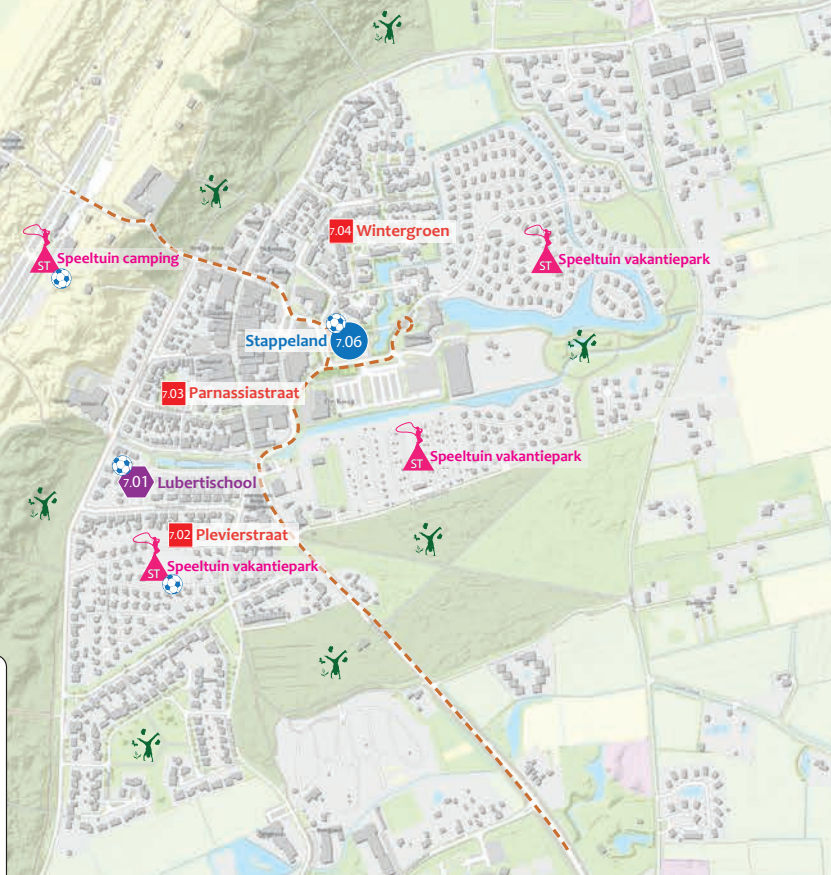 7.04 Wintergroen
ST
Speeltuin camping
ST
Speeltuin vakantiepark
Stappeland 7.06
7.03 Parnassiastraat
ST
Speeltuin vakantiepark
7.01 Lubertischool
7.02 Plevierstraat
ST
Speeltuin vakantiepark